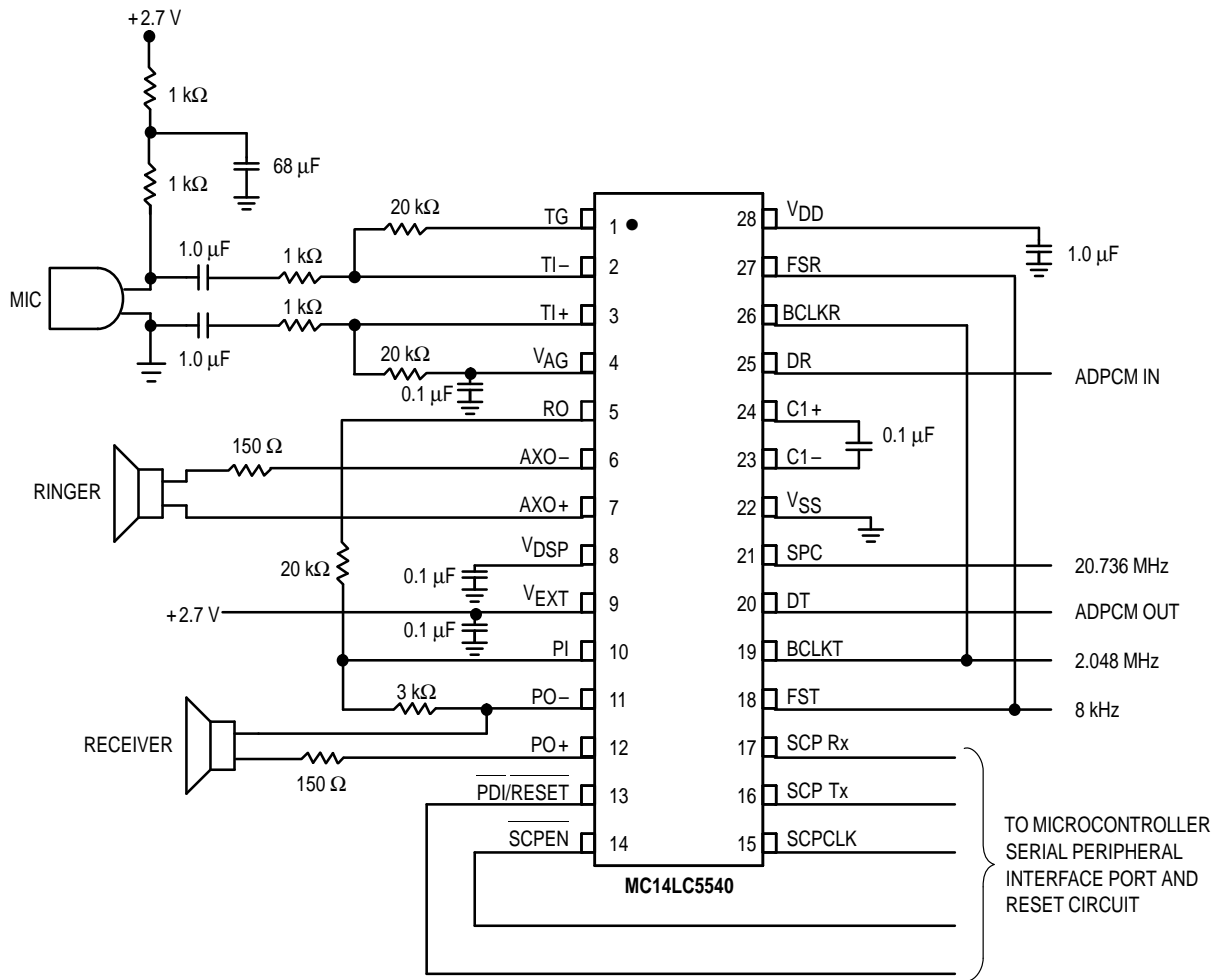 +2.7 V
1 kΩ
68 µF
1 kΩ
1.0 µF
1 kΩ
20 kΩ
MIC
1 kΩ
1.0 µF
20 kΩ
0.1 µF
150 Ω
RINGER
20 kΩ
0.1 µF
+2.7 V
0.1 µF
3 kΩ
RECEIVER
150 Ω
TG 1
TI– 2
TI+ 3
VAG 4
RO 5
AXO– 6
AXO+ 7
VDSP 8
VEXT 9
PI 10
PO– 11
PO+ 12
PDI/RESET 13
SCPEN 14
28 VDD
27 FSR
26 BCLKR
25 DR
24 C1+
23 C1–
22 VSS
21 SPC
20 DT
19 BCLKT
18 FST
17 SCP Rx
16 SCP Tx
15 SCPCLK
MC14LC5540
1.0 µF
ADPCM IN
0.1 µF
20.736 MHz
ADPCM OUT
2.048 MHz
8 kHz
TO MICROCONTROLLER
SERIAL PERIPHERAL
INTERFACE PORT AND
RESET CIRCUIT